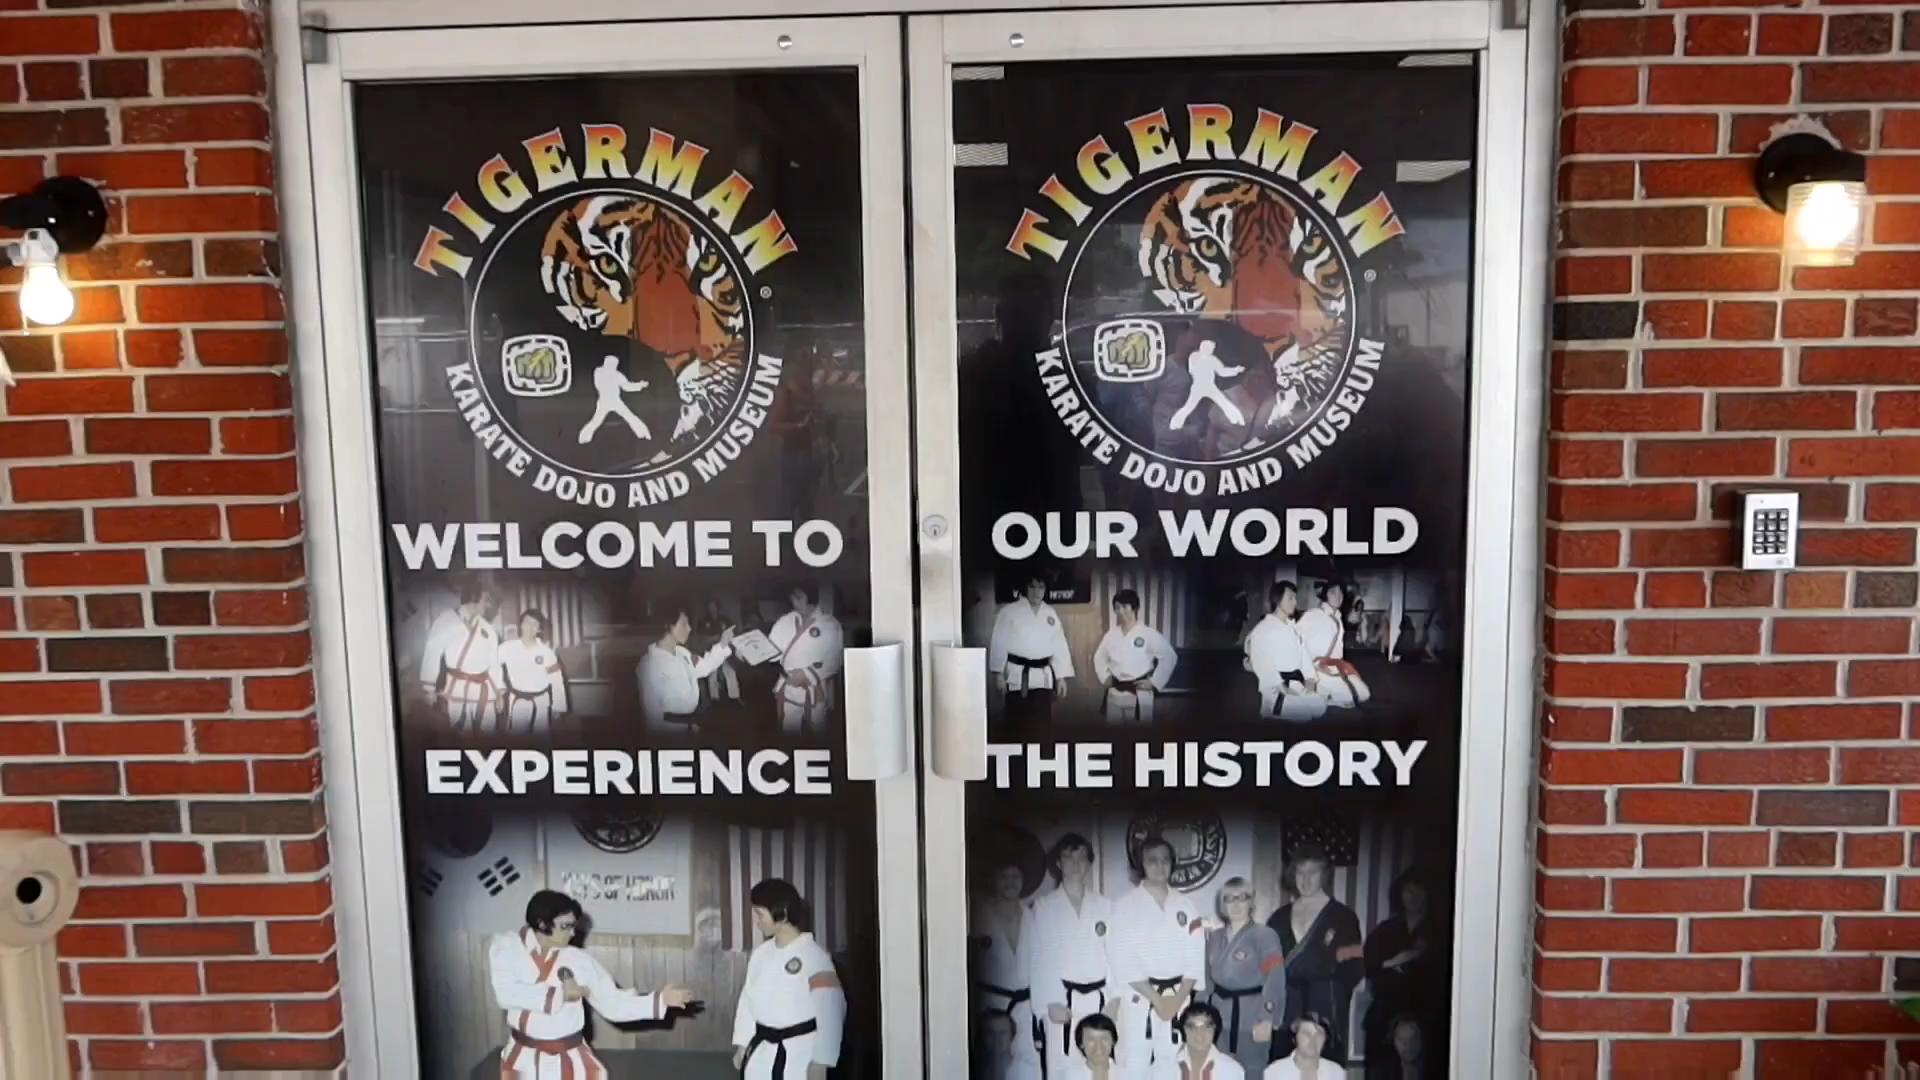 TIGERMAN
®
KARATE DOJO AND MUSEUM
WELCOME TO
EXPERIENCE
TIGERMAN
®
KARATE DOJO AND MUSEUM
OUR WORLD
THE HISTORY